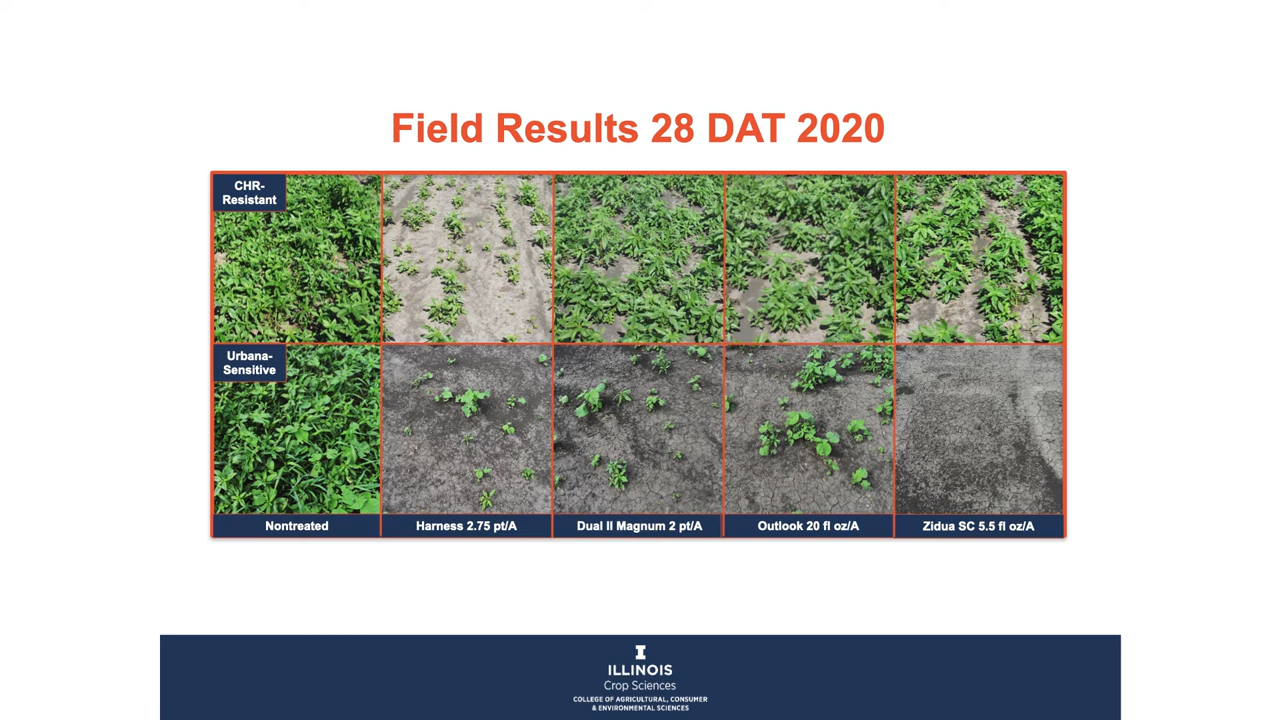 Field Results 28 DAT 2020
CHR-
Resistant
Urbana-
Sensitive
Nontreated
Harness 2.75 pt/A
Dual II Magnum 2 pt/A
Outlook 20 fl oz/A
Zidua SC 5.5 fl oz/A
I
ILLINOIS
Crop Sciences
COLLEGE OF AGRICULTURAL, CONSUMER
& ENVIRONMENTAL SCIENCES